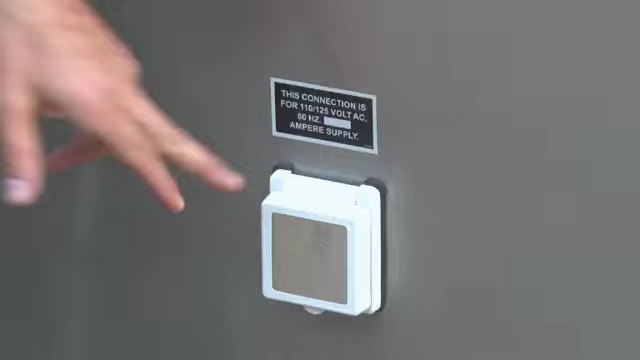 THIS CONNECTION IS
FOR 110/125 VOLT AC.
60 HZ.
AMPERE SUPPLY.